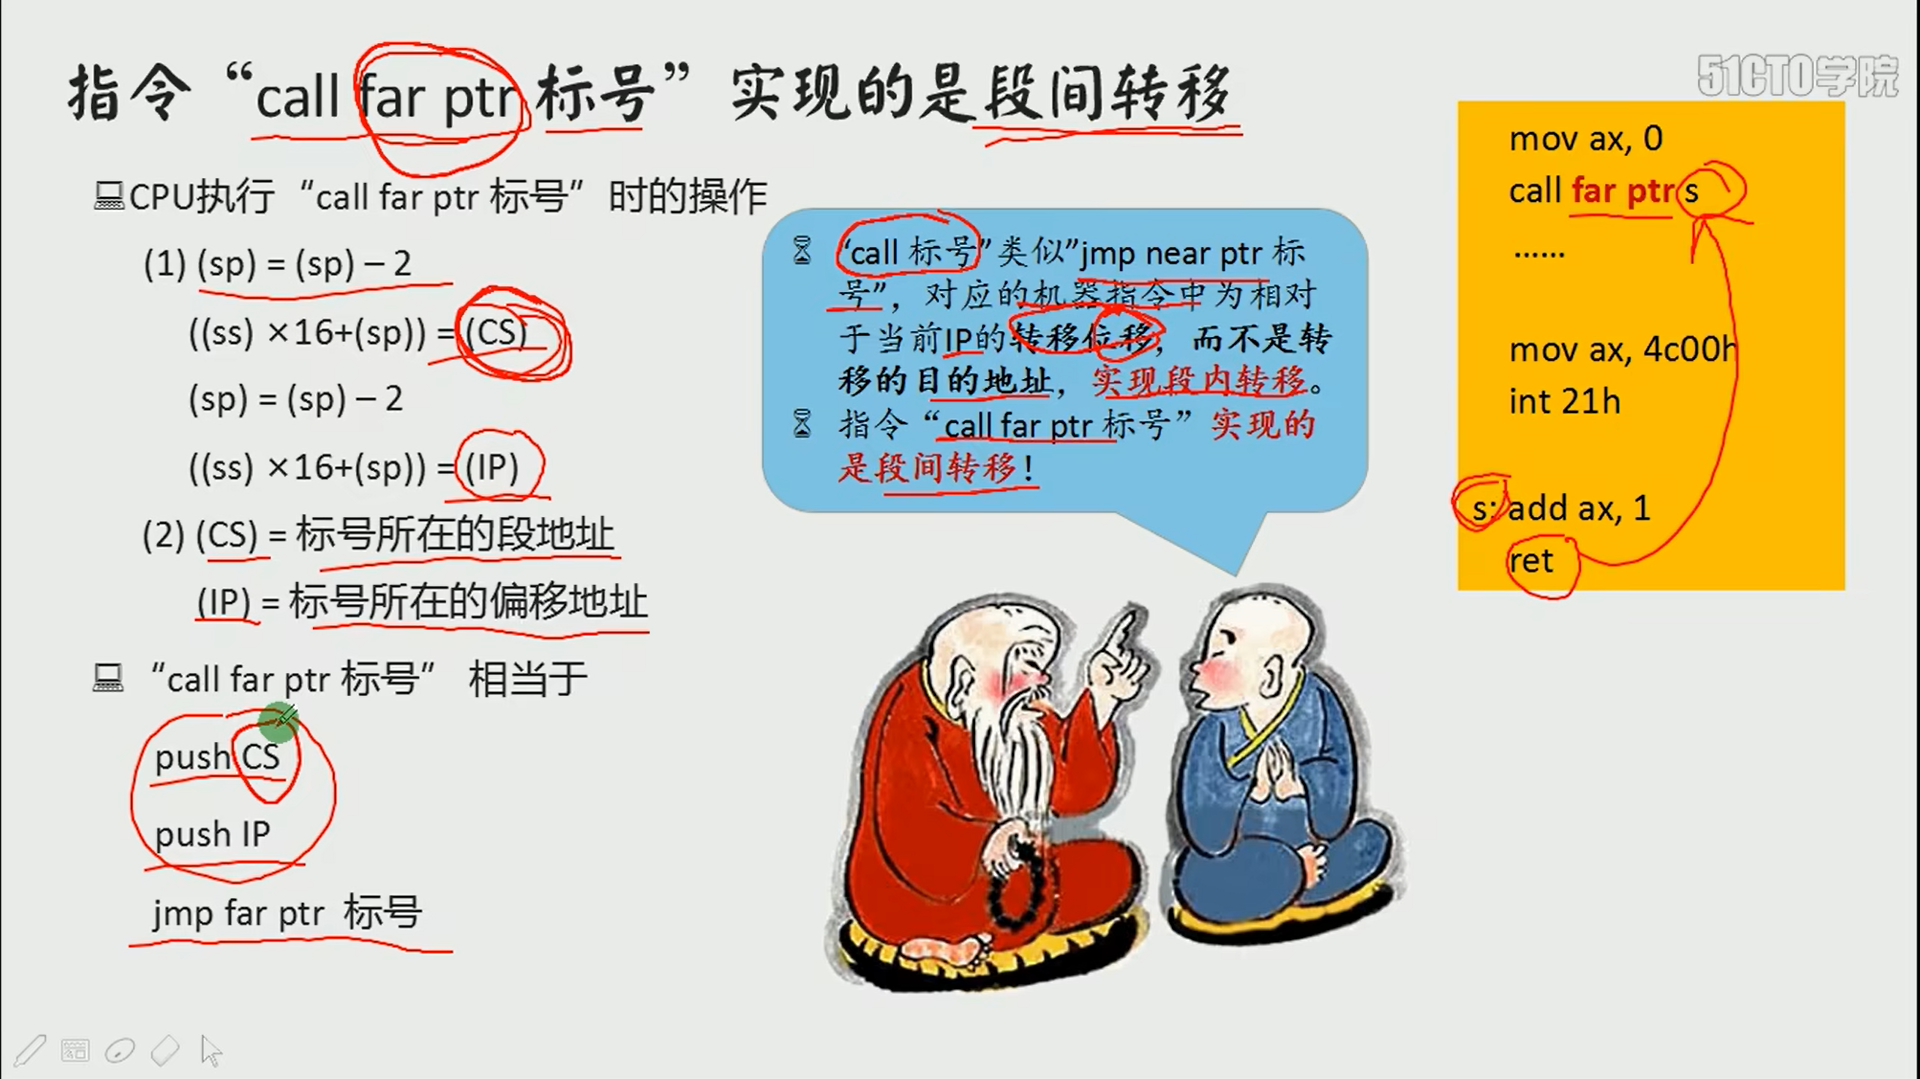 指令“call far ptr 标号”实现的是段间转移
51CTO学院
CPU执行“call far ptr 标号”时的操作
(1) (sp) = (sp) – 2
((ss) ×16+(sp)) = (CS)
(sp) = (sp) – 2
((ss) ×16+(sp)) = (IP)
(2) (CS) = 标号所在的段地址
(IP) = 标号所在的偏移地址
“call far ptr 标号” 相当于
push CS
push IP
jmp far ptr 标号
“call 标号”类似”jmp near ptr 标
号”，对应的机器指令中为相对
于当前IP的转移位移，而不是转
移的目的地址，实现段内转移。
指令“call far ptr 标号”实现的
是段间转移！
mov ax, 0
call far ptr s
……
mov ax, 4c00h
int 21h
s: add ax, 1
ret